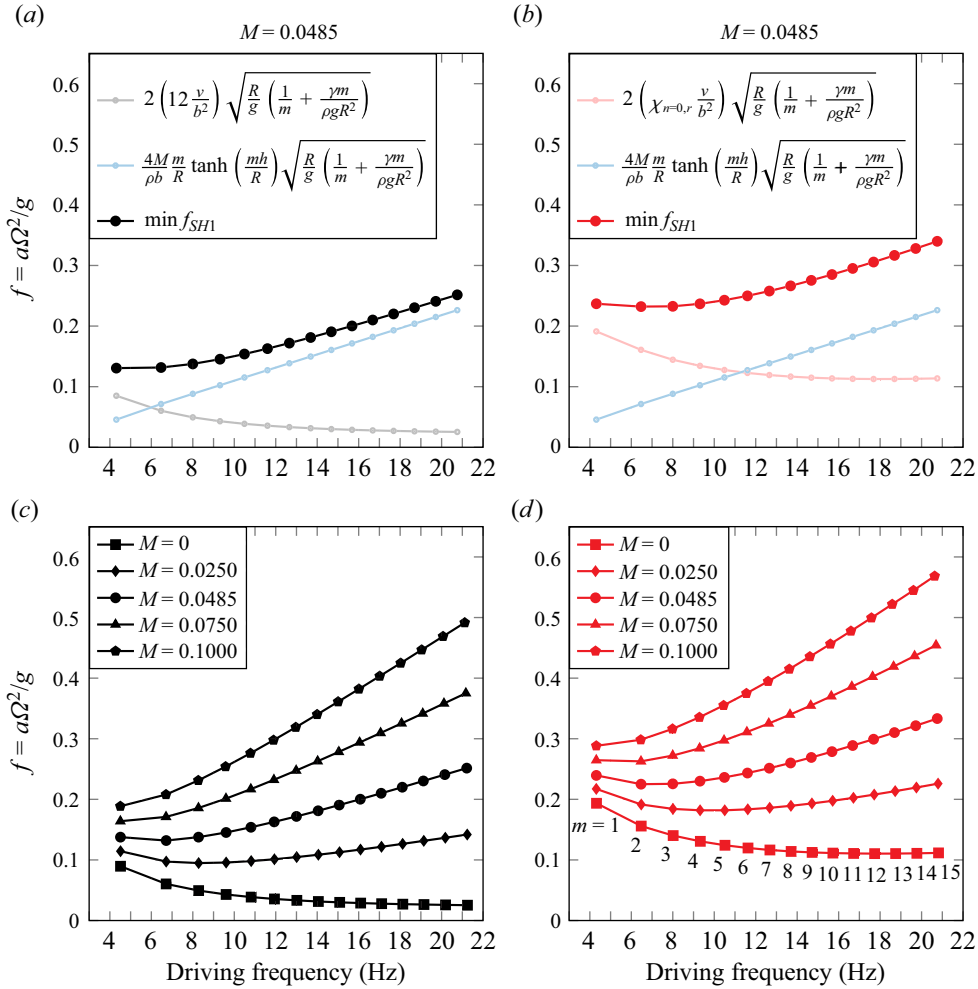 (a)
M = 0.0485
0.6
0.5
0.4
0.3
0.2
0.1
0
f = aΩ²/g
2 (12 ν/b²) √(R/g (1/m + γm/ρgR²))
4M/ρb m/R tanh (mh/R) √(R/g (1/m + γm/ρgR²))
min f_SH1
4 6 8 10 12 14 16 18 20 22
(b)
M = 0.0485
0.6
0.5
0.4
0.3
0.2
0.1
0
2 (χ_n=0,r ν/b²) √(R/g (1/m + γm/ρgR²))
4M/ρb m/R tanh (mh/R) √(R/g (1/m + γm/ρgR²))
min f_SH1
4 6 8 10 12 14 16 18 20 22
(c)
0.6
0.5
0.4
0.3
0.2
0.1
0
f = aΩ²/g
M = 0
M = 0.0250
M = 0.0485
M = 0.0750
M = 0.1000
4 6 8 10 12 14 16 18 20 22
Driving frequency (Hz)
(d)
0.6
0.5
0.4
0.3
0.2
0.1
0
M = 0
M = 0.0250
M = 0.0485
M = 0.0750
M = 0.1000
m = 1
2 3 4 5 6 7 8 9 10 11 12 13 14 15
4 6 8 10 12 14 16 18 20 22
Driving frequency (Hz)